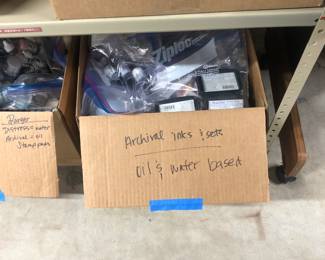 Ranger
Distress = water
Archival = oil
Stamp pads
Ziploc
Archival inks & sets
oil & water based